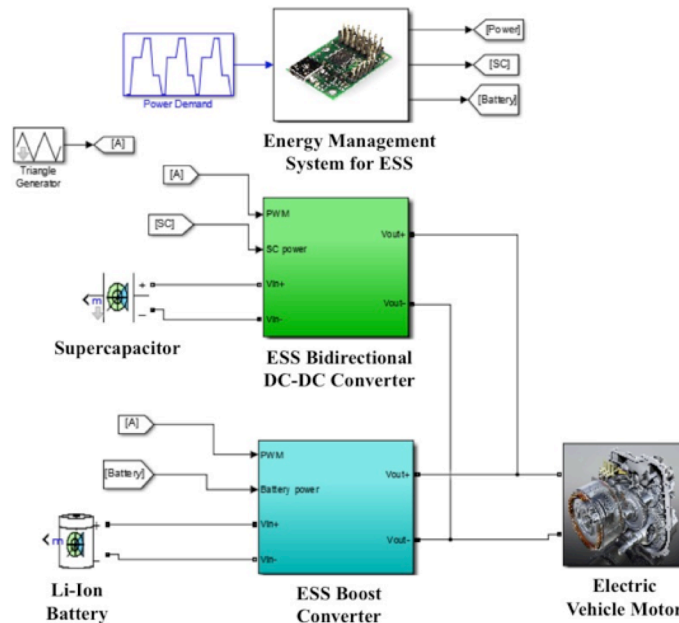 [Power]
[SC]
[Battery]
Power Demand
Energy Management
System for ESS
[A]
Triangle
Generator
[A]
PWM
[SC]
SC power
Vout+
Vin+
Vin-
Vout-
+
m
−
Supercapacitor
ESS Bidirectional
DC-DC Converter
[A]
PWM
[Battery]
Battery power
Vout+
Vin+
Vin-
Vout-
+
m
−
Li-Ion
Battery
ESS Boost
Converter
Electric
Vehicle Motor